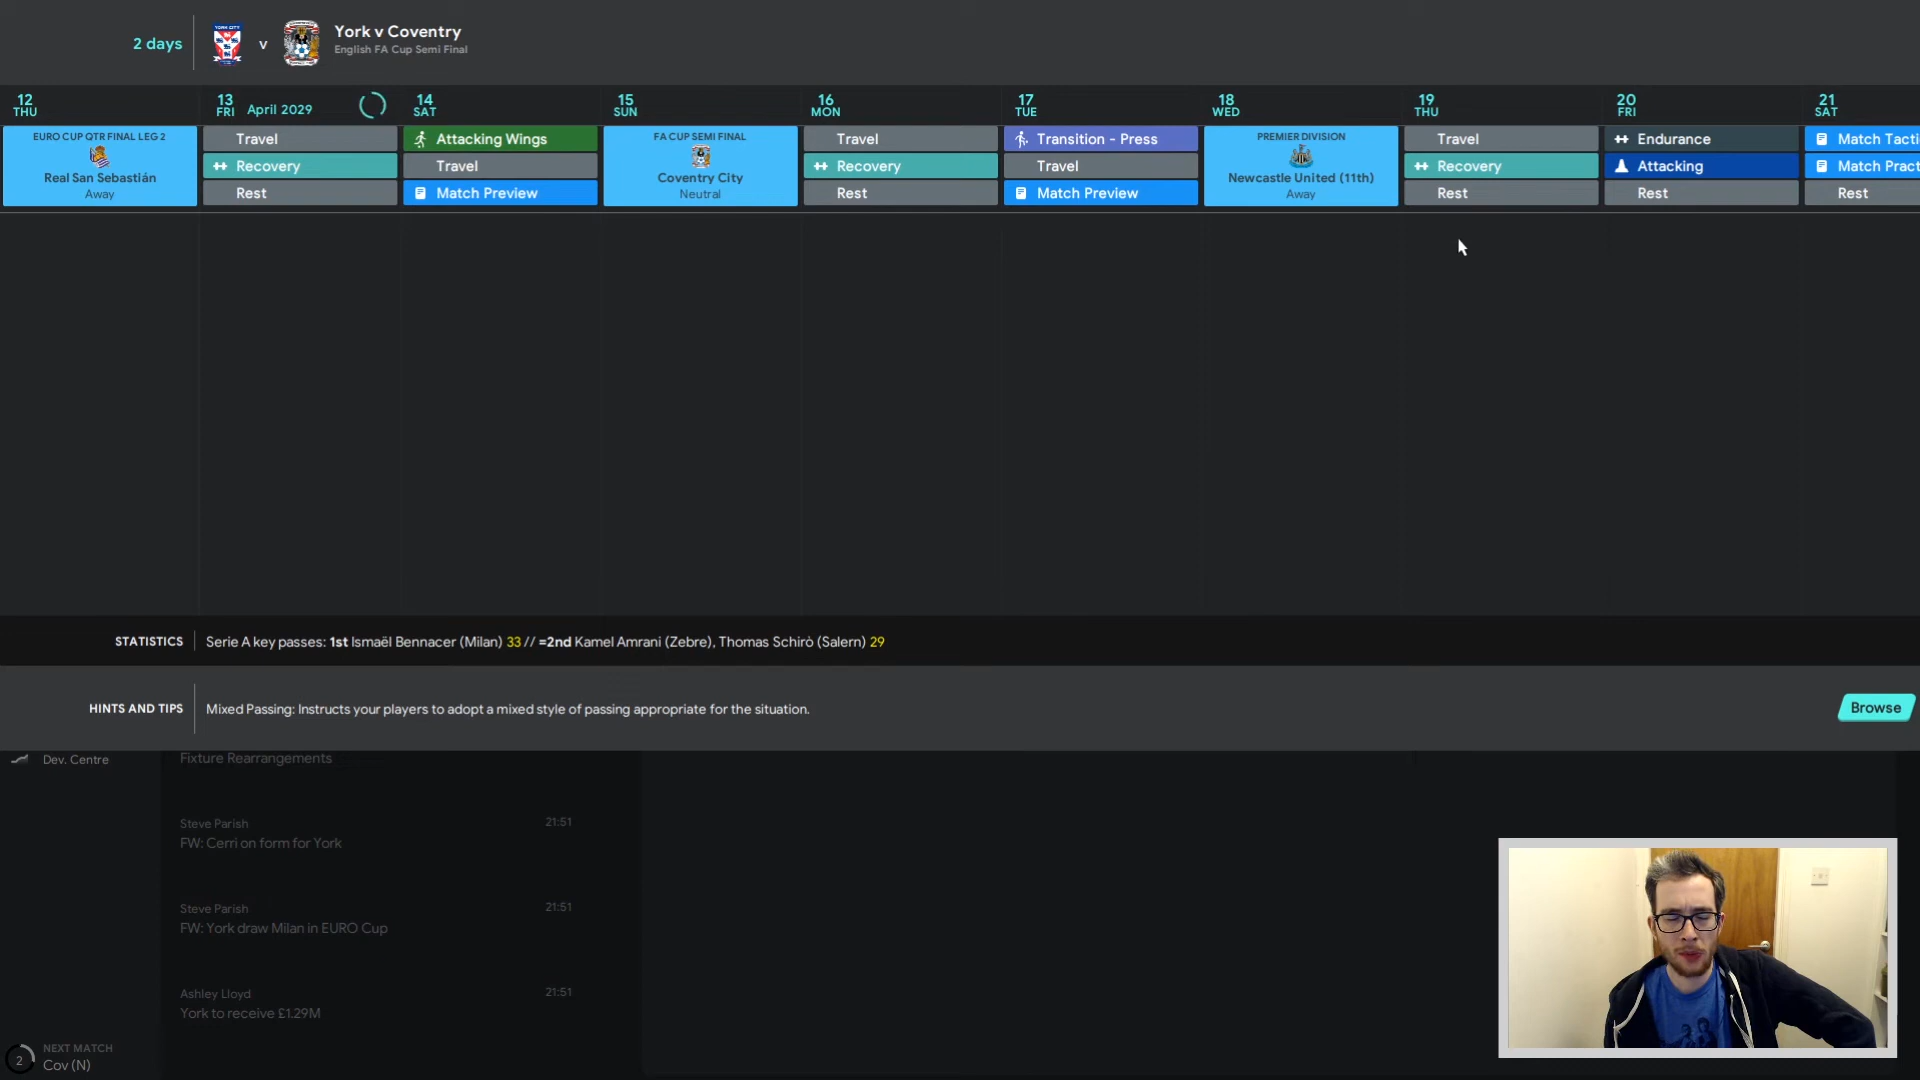 2 days
YORK CITY
v
York v Coventry
English FA Cup Semi Final
12
THU
13
FRI
April 2029
14
SAT
15
SUN
16
MON
17
TUE
18
WED
19
THU
20
FRI
21
SAT
EURO CUP QTR FINAL LEG 2
Real San Sebastián
Away
Travel
Recovery
Rest
Attacking Wings
Travel
Match Preview
FA CUP SEMI FINAL
Coventry City
Neutral
Travel
Recovery
Rest
Transition - Press
Travel
Match Preview
PREMIER DIVISION
Newcastle United (11th)
Away
Travel
Recovery
Rest
Endurance
Attacking
Rest
Match Tacti
Match Pract
Rest
STATISTICS
Serie A key passes: 1st Ismaël Bennacer (Milan) 33 // =2nd Kamel Amrani (Zebre), Thomas Schirò (Salern) 29
HINTS AND TIPS
Mixed Passing: Instructs your players to adopt a mixed style of passing appropriate for the situation.
Browse
Dev. Centre
Fixture Rearrangements
Steve Parish 21:51
FW: Cerri on form for York
Steve Parish 21:51
FW: York draw Milan in EURO Cup
Ashley Lloyd 21:51
York to receive £1.29M
2
NEXT MATCH
Cov (N)